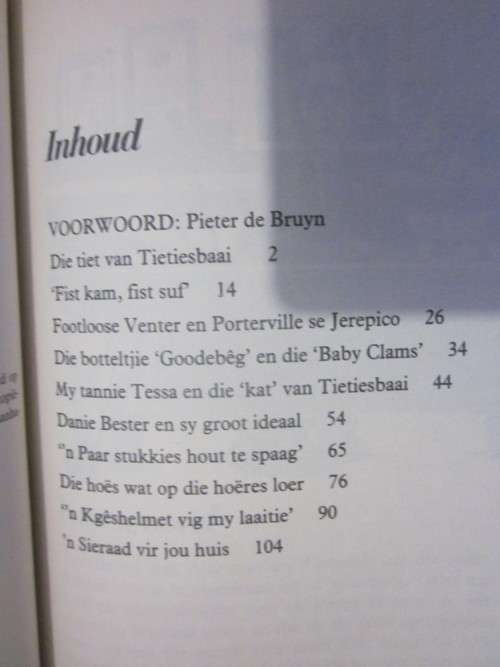 Inhoud
VOORWOORD: Pieter de Bruyn
Die tiet van Tietiesbaai 2
‘Fist kam, fist suf’ 14
Footloose Venter en Porterville se Jerepico 26
Die botteltjie ‘Goodebêg’ en die ‘Baby Clams’ 34
My tannie Tessa en die ‘kat’ van Tietiesbaai 44
Danie Bester en sy groot ideaal 54
‘’n Paar stukkies hout te spaag’ 65
Die hoës wat op die hoëres loer 76
‘’n Kgêshelmet vig my laaitie’ 90
’n Sieraad vir jou huis 104